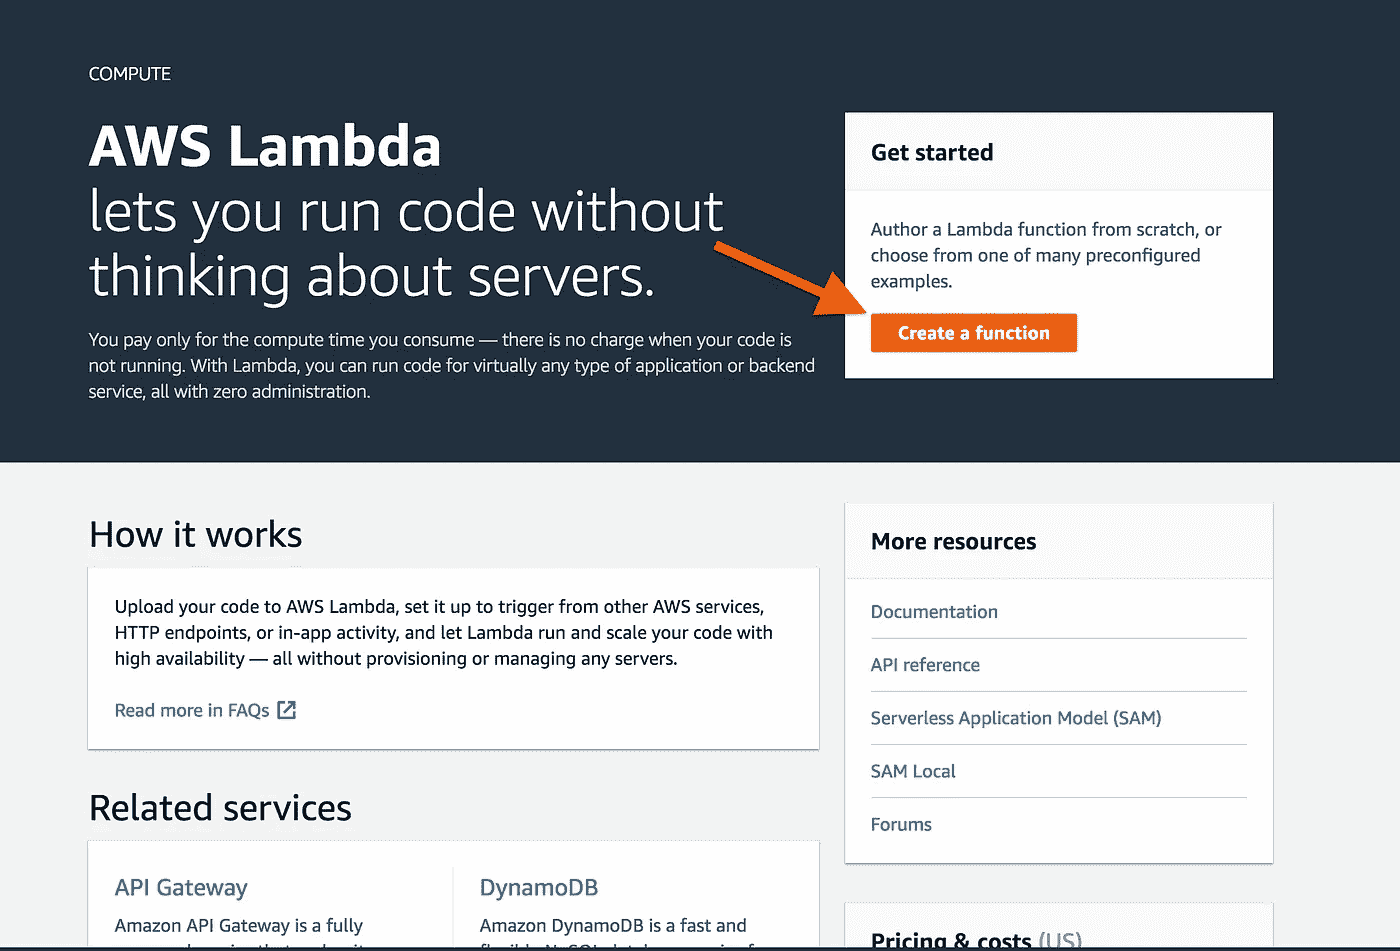 COMPUTE
AWS Lambda
lets you run code without
thinking about servers.
You pay only for the compute time you consume — there is no charge when your code is
not running. With Lambda, you can run code for virtually any type of application or backend
service, all with zero administration.
Get started
Author a Lambda function from scratch, or
choose from one of many preconfigured
examples.
Create a function
How it works
Upload your code to AWS Lambda, set it up to trigger from other AWS services,
HTTP endpoints, or in-app activity, and let Lambda run and scale your code with
high availability — all without provisioning or managing any servers.
Read more in FAQs
Related services
API Gateway
Amazon API Gateway is a fully
DynamoDB
Amazon DynamoDB is a fast and
More resources
Documentation
API reference
Serverless Application Model (SAM)
SAM Local
Forums
Pricing & costs (US)